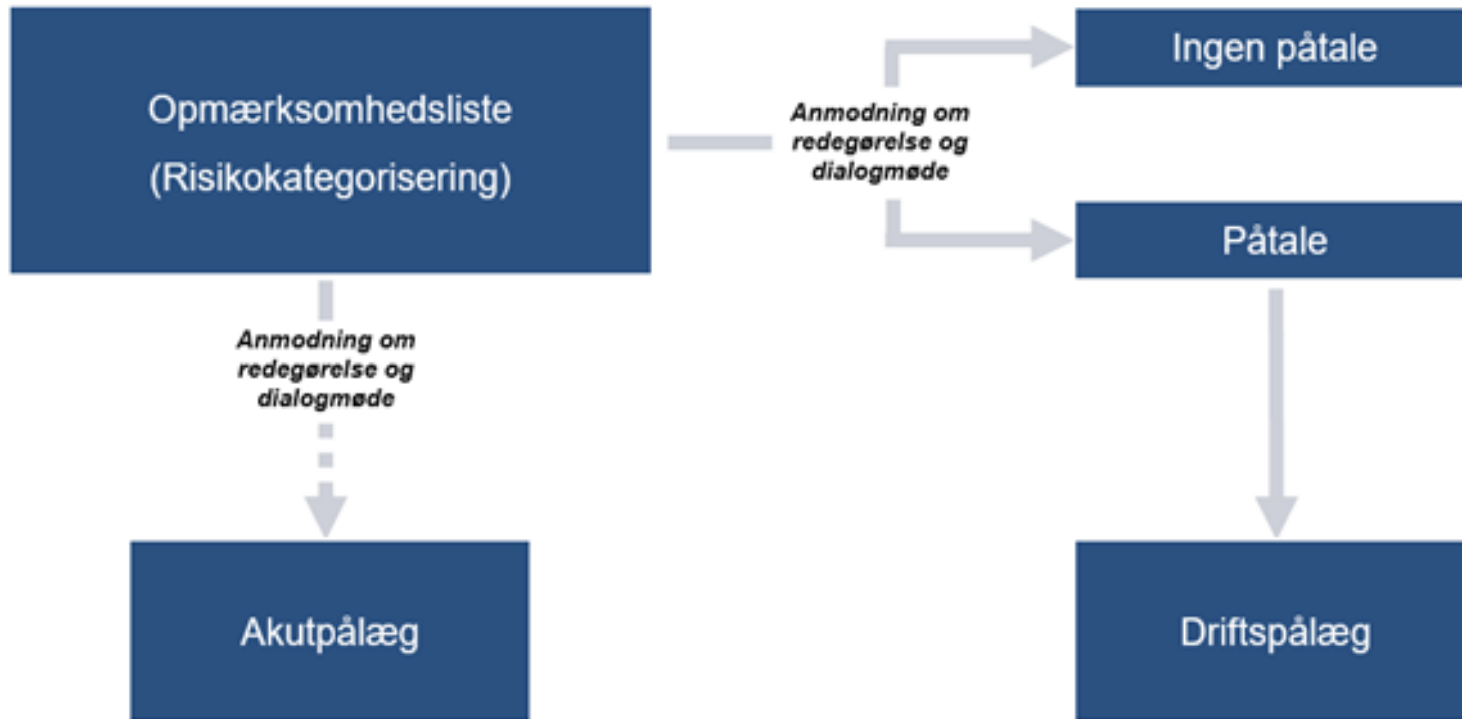 Opmærksomhedsliste
(Risikokategorisering)
Anmodning om
redegørelse og
dialogmøde
Ingen påtale
Påtale
Anmodning om
redegørelse og
dialogmøde
Akutpålæg
Driftspålæg